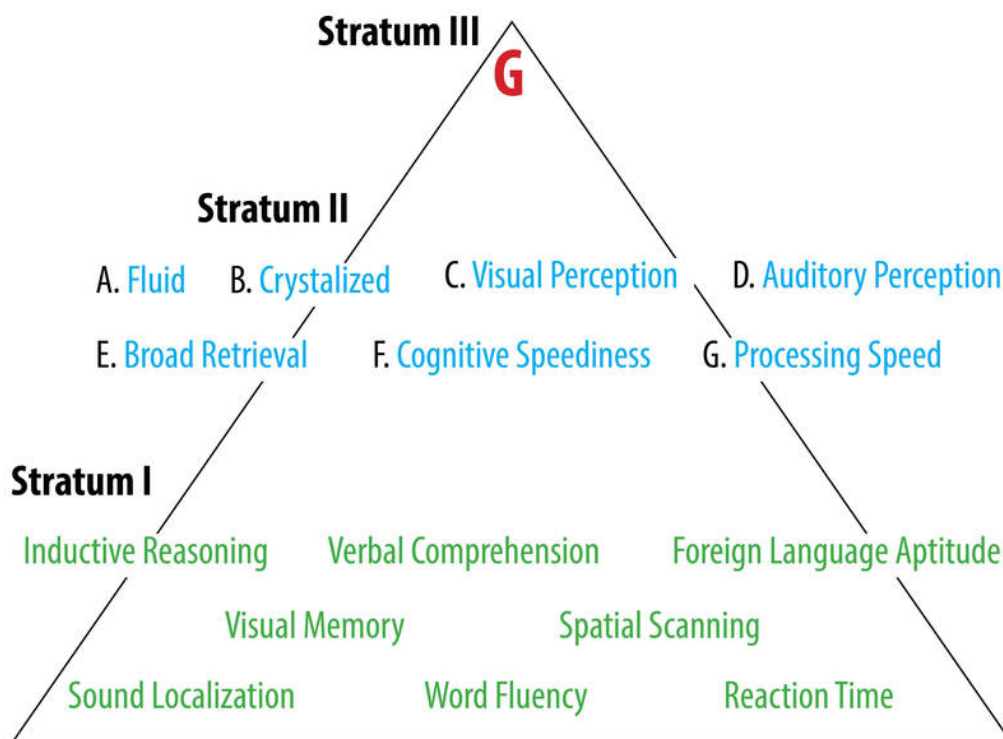 Stratum III
G
Stratum II
A. Fluid B. Crystalized C. Visual Perception D. Auditory Perception
E. Broad Retrieval F. Cognitive Speediness G. Processing Speed
Stratum I
Inductive Reasoning Verbal Comprehension Foreign Language Aptitude
Visual Memory Spatial Scanning
Sound Localization Word Fluency Reaction Time